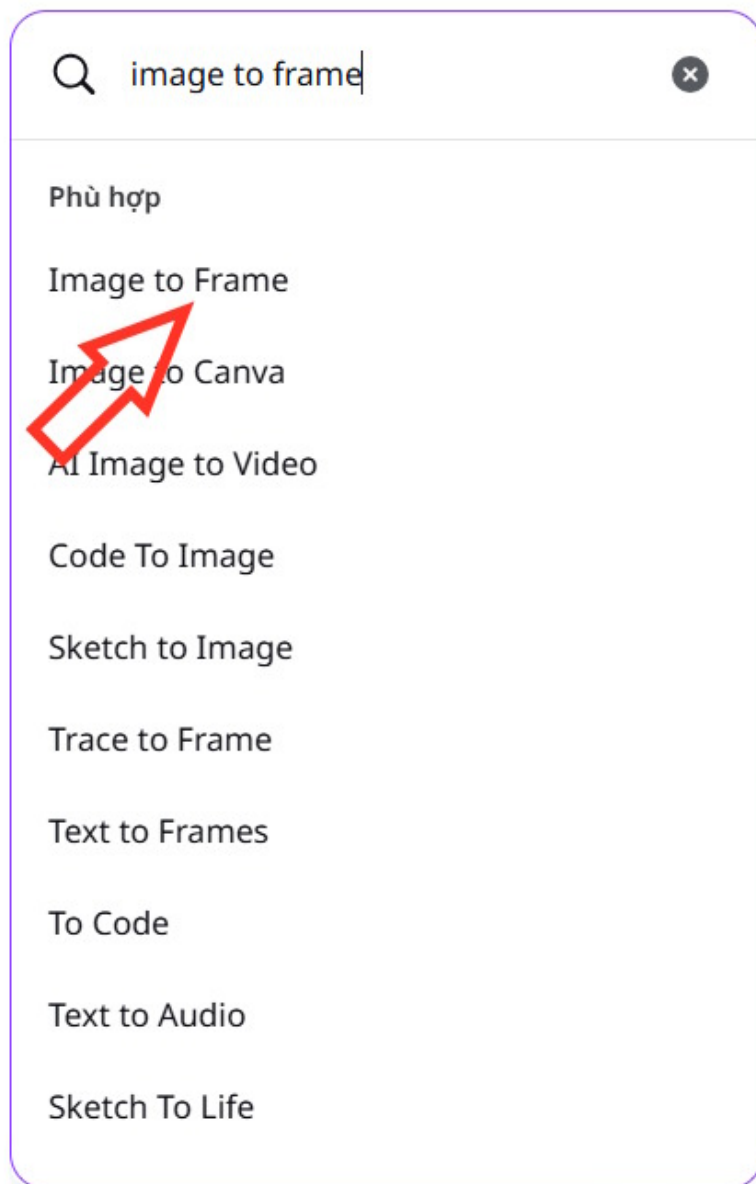 image to frame
Phù hợp
Image to Frame
Image to Canva
AI Image to Video
Code To Image
Sketch to Image
Trace to Frame
Text to Frames
To Code
Text to Audio
Sketch To Life